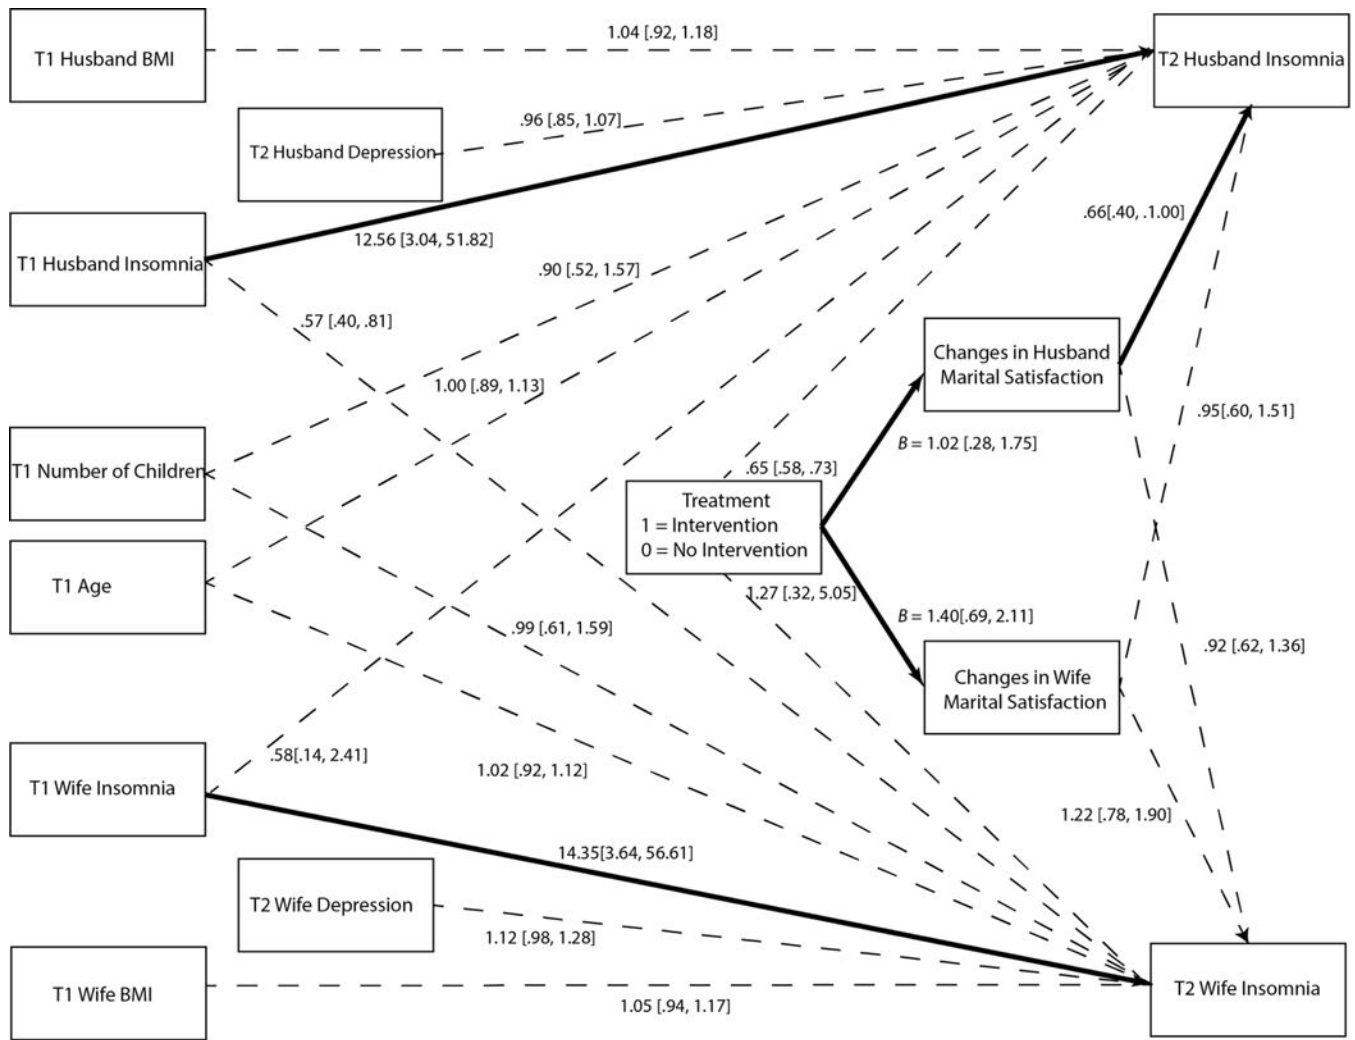 1.04 [.92, 1.18]
T1 Husband BMI
T2 Husband Insomnia
.96 [.85, 1.07]
T2 Husband Depression
.66[.40, .1.00]
12.56 [3.04, 51.82]
T1 Husband Insomnia
.90 [.52, 1.57]
.57 [.40, .81]
Changes in Husband
Marital Satisfaction
1.00 [.89, 1.13]
.95[.60, 1.51]
B = 1.02 [.28, 1.75]
T1 Number of Children
.65 [.58, .73]
Treatment
1 = Intervention
0 = No Intervention
T1 Age
1.27 [.32, 5.05]
B = 1.40[.69, 2.11]
.99 [.61, 1.59]
.92 [.62, 1.36]
Changes in Wife
Marital Satisfaction
.58[.14, 2.41]
1.02 [.92, 1.12]
T1 Wife Insomnia
1.22 [.78, 1.90]
14.35[3.64, 56.61]
T2 Wife Depression
1.12 [.98, 1.28]
T1 Wife BMI
T2 Wife Insomnia
1.05 [.94, 1.17]